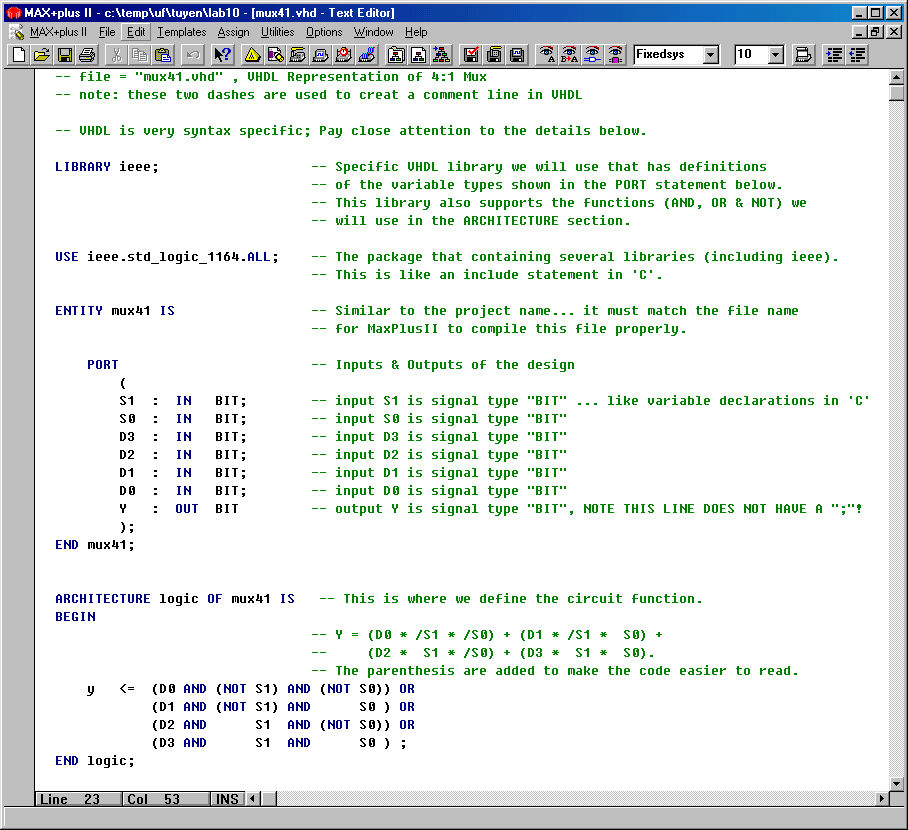 MAX+plus II - c:\temp\uf\tuyen\lab10 - [mux41.vhd - Text Editor]
MAX+plus II File Edit Templates Assign Utilities Options Window Help
Fixedsys 10
-- file = "mux41.vhd" , VHDL Representation of 4:1 Mux
-- note: these two dashes are used to creat a comment line in VHDL
-- VHDL is very syntax specific; Pay close attention to the details below.
LIBRARY ieee; -- Specific VHDL library we will use that has definitions
-- of the variable types shown in the PORT statement below.
-- This library also supports the functions (AND, OR & NOT) we
-- will use in the ARCHITECTURE section.
USE ieee.std_logic_1164.ALL; -- The package that containing several libraries (including ieee).
-- This is like an include statement in 'C'.
ENTITY mux41 IS -- Similar to the project name... it must match the file name
-- for MaxPlusII to compile this file properly.
PORT -- Inputs & Outputs of the design
(
S1 : IN BIT; -- input S1 is signal type "BIT" ... like variable declarations in 'C'
S0 : IN BIT; -- input S0 is signal type "BIT"
D3 : IN BIT; -- input D3 is signal type "BIT"
D2 : IN BIT; -- input D2 is signal type "BIT"
D1 : IN BIT; -- input D1 is signal type "BIT"
D0 : IN BIT; -- input D0 is signal type "BIT"
Y : OUT BIT -- output Y is signal type "BIT", NOTE THIS LINE DOES NOT HAVE A ";"!
);
END mux41;
ARCHITECTURE logic OF mux41 IS -- This is where we define the circuit function.
BEGIN
-- Y = (D0 * /S1 * /S0) + (D1 * /S1 * S0) +
-- (D2 * S1 * /S0) + (D3 * S1 * S0).
-- The parenthesis are added to make the code easier to read.
y <= (D0 AND (NOT S1) AND (NOT S0)) OR
(D1 AND (NOT S1) AND S0 ) OR
(D2 AND S1 AND (NOT S0)) OR
(D3 AND S1 AND S0 ) ;
END logic;
Line 23 Col 53 INS